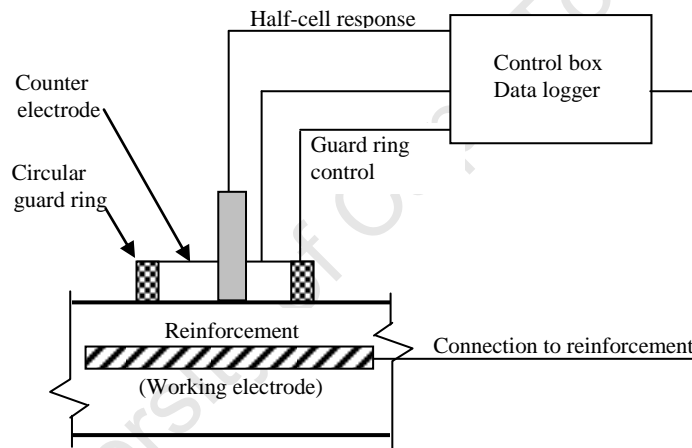 Half-cell response
Control box
Data logger
Counter
electrode
Guard ring
control
Circular
guard ring
Reinforcement
Connection to reinforcement
(Working electrode)